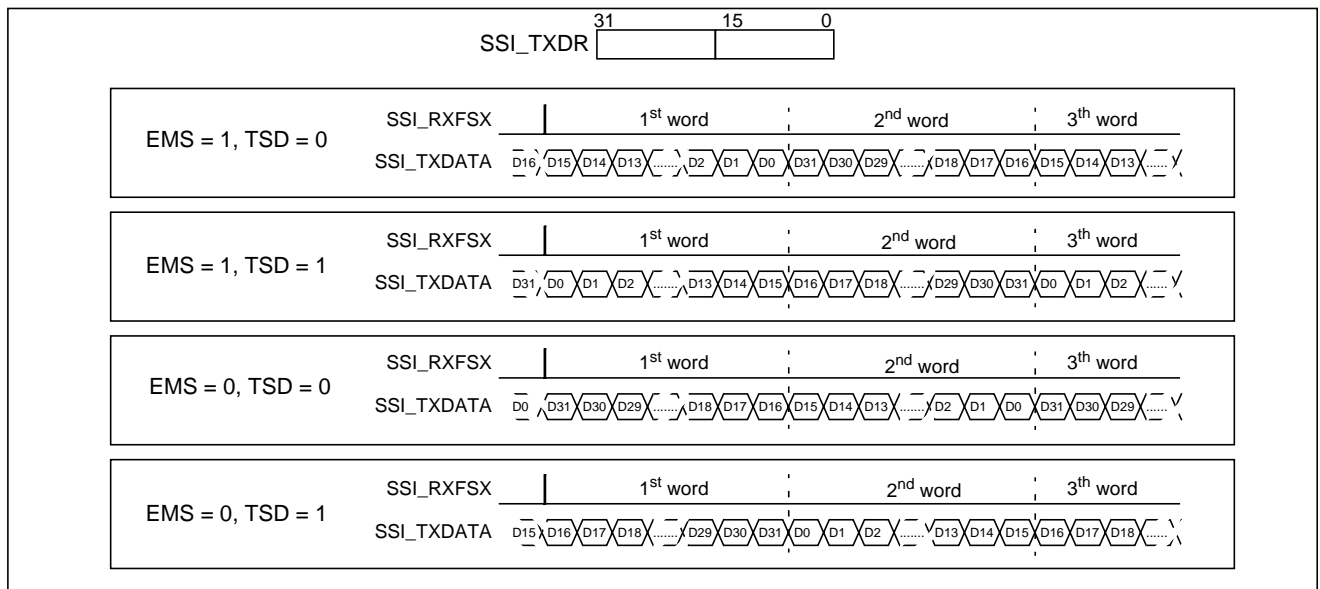 31 15 0
SSI_TXDR
EMS = 1, TSD = 0
SSI_RXFSX 1st word 2nd word 3th word
SSI_TXDATA D16 D15 D14 D13 ....... D2 D1 D0 D31 D30 D29 ....... D18 D17 D16 D15 D14 D13 ......
EMS = 1, TSD = 1
SSI_RXFSX 1st word 2nd word 3th word
SSI_TXDATA D31 D0 D1 D2 ....... D13 D14 D15 D16 D17 D18 ....... D29 D30 D31 D0 D1 D2 ......
EMS = 0, TSD = 0
SSI_RXFSX 1st word 2nd word 3th word
SSI_TXDATA D0 D31 D30 D29 ....... D18 D17 D16 D15 D14 D13 ....... D2 D1 D0 D31 D30 D29 ......
EMS = 0, TSD = 1
SSI_RXFSX 1st word 2nd word 3th word
SSI_TXDATA D15 D16 D17 D18 ....... D29 D30 D31 D0 D1 D2 ....... D13 D14 D15 D16 D17 D18 ......